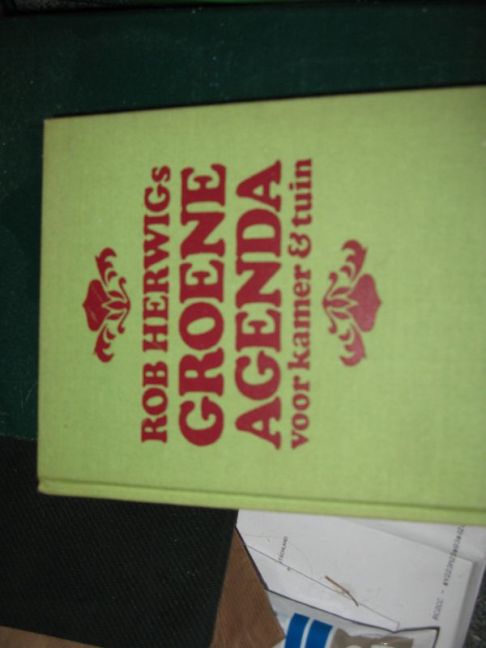 ROB HERWIGs
GROENE
AGENDA
voor kamer & tuin